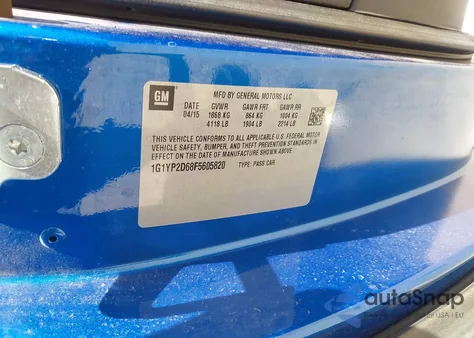 GM
MFD BY GENERAL MOTORS LLC
DATE GVWR GAWR FRT GAWR RR
04/15 1868 KG 864 KG 1004 KG
4118 LB 1904 LB 2214 LB
THIS VEHICLE CONFORMS TO ALL APPLICABLE U.S. FEDERAL MOTOR
VEHICLE SAFETY, BUMPER, AND THEFT PREVENTION STANDARDS IN
EFFECT ON THE DATE OF MANUFACTURE SHOWN ABOVE.
1G1YP2D68F5605820 TYPE: PASS CAR
autoSnap